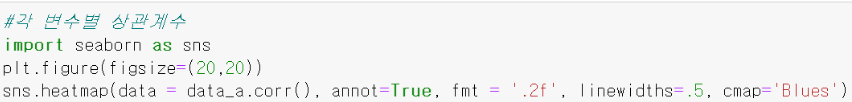 #각 변수별 상관계수
import seaborn as sns
plt.figure(figsize=(20,20))
sns.heatmap(data = data_a.corr(), annot=True, fmt = '.2f', linewidths=.5, cmap='Blues')